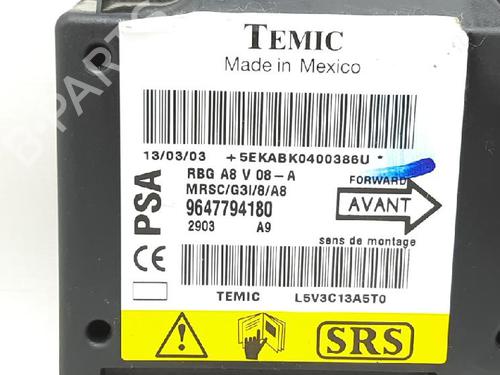 TEMIC
Made in Mexico
13/03/03 +5EKABK0400386U *
RBG A8 V 08-A
FORWARD
MRSC/G3I/8/A8
AVANT
9647794180
2903 A9
sens de montage
PSA
CE
TEMIC L5V3C13A5T0
SRS
B-PARTS